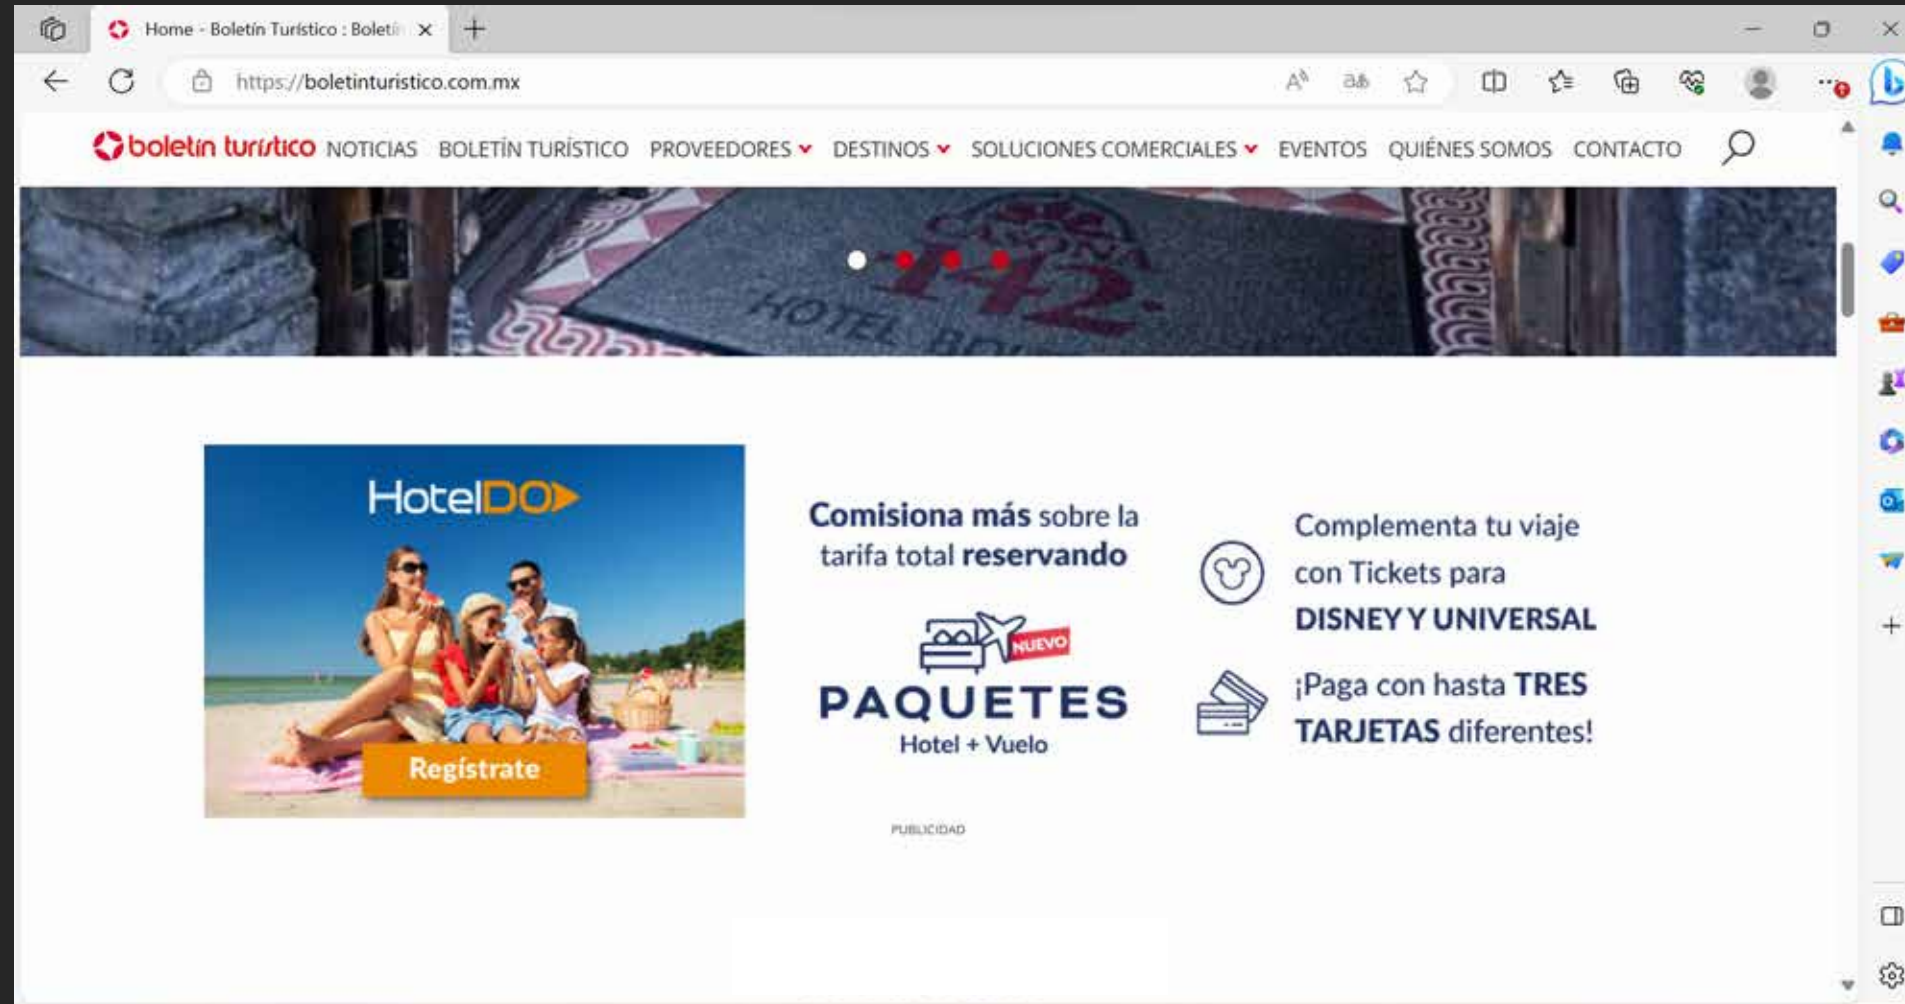 Home - Boletín Turístico : Boletín
https://boletinturistico.com.mx
boletín turístico NOTICIAS BOLETÍN TURÍSTICO PROVEEDORES DESTINOS SOLUCIONES COMERCIALES EVENTOS QUIÉNES SOMOS CONTACTO
142
HOTEL
HotelDO
Regístrate
Comisiona más sobre la
tarifa total reservando
NUEVO
PAQUETES
Hotel + Vuelo
Complementa tu viaje
con Tickets para
DISNEY Y UNIVERSAL
¡Paga con hasta TRES
TARJETAS diferentes!
PUBLICIDAD